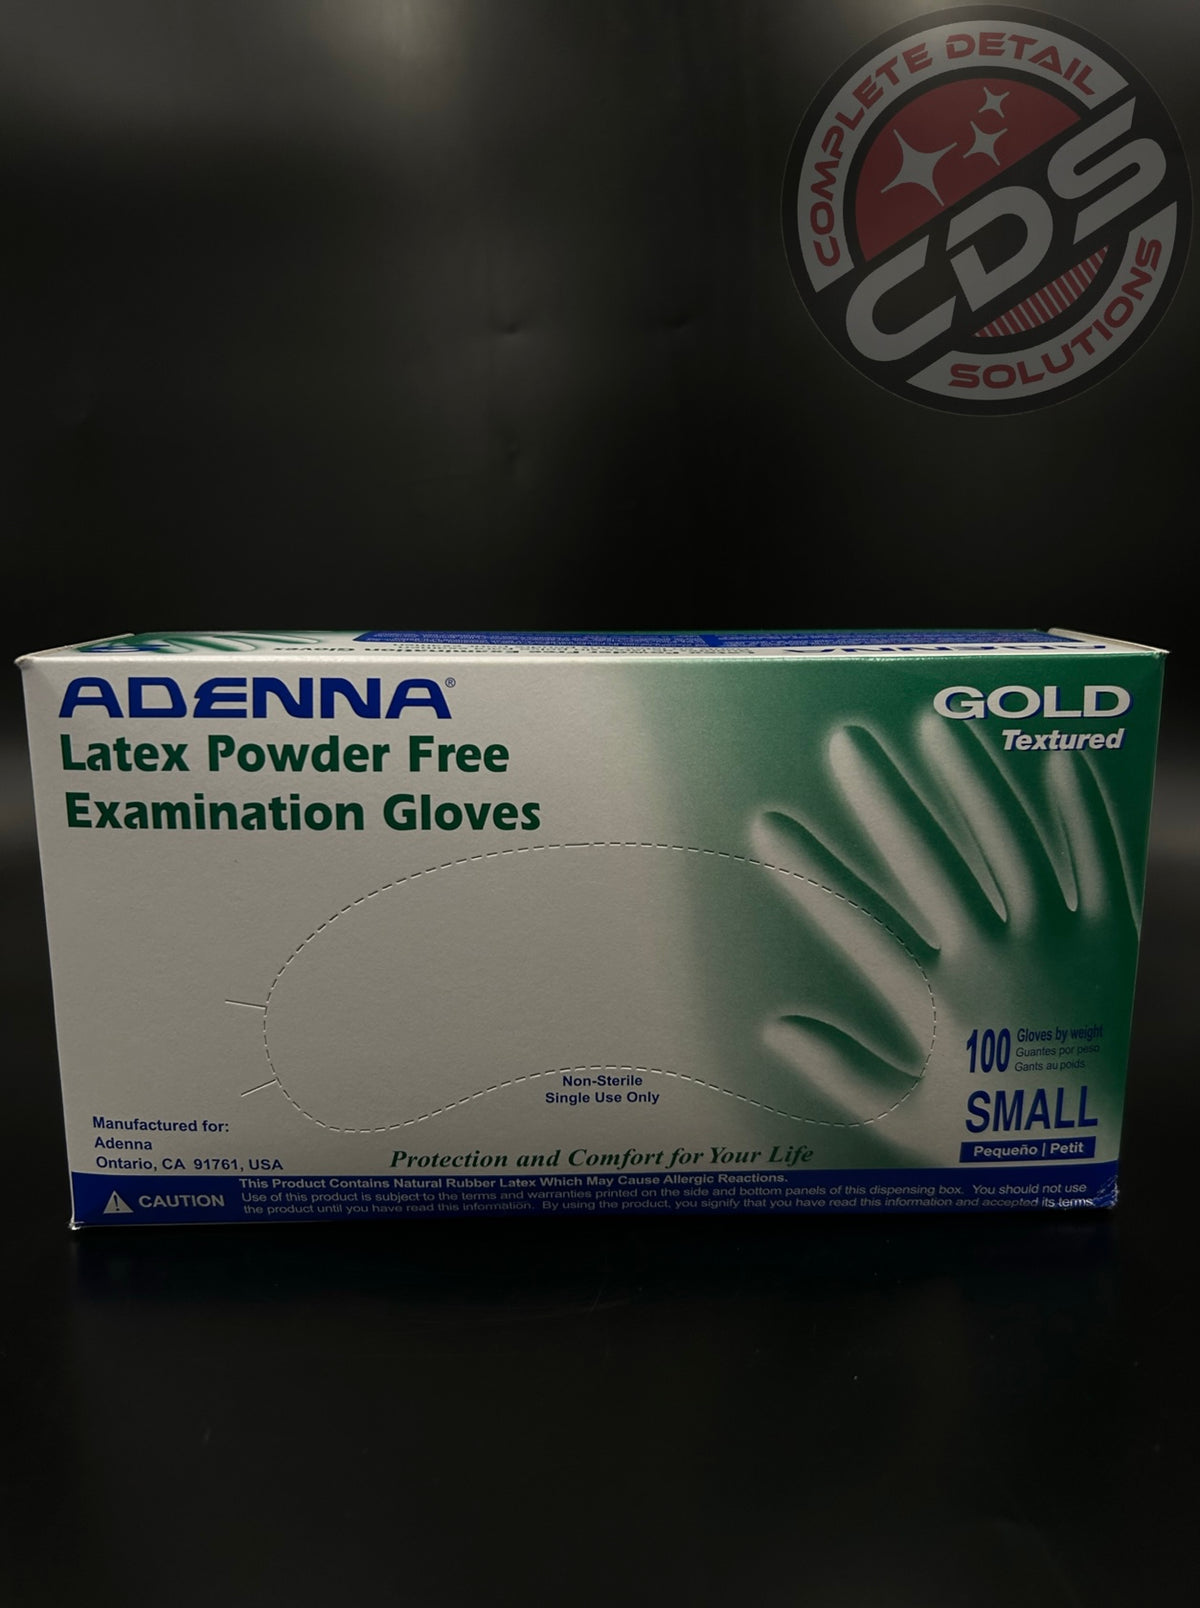 COMPLETE DETAIL
CDS
SOLUTIONS
ADENNA®
Latex Powder Free
Examination Gloves
GOLD
Textured
100 Gloves by weight
Guantes por peso
Gants au poids
SMALL
Pequeño | Petit
Non-Sterile
Single Use Only
Manufactured for:
Adenna
Ontario, CA 91761, USA
Protection and Comfort for Your Life
CAUTION
This Product Contains Natural Rubber Latex Which May Cause Allergic Reactions.
Use of this product is subject to the terms and warranties printed on the side and bottom panels of this dispensing box. You should not use
the product until you have read this information. By using the product, you signify that you have read this information and accepted its terms.